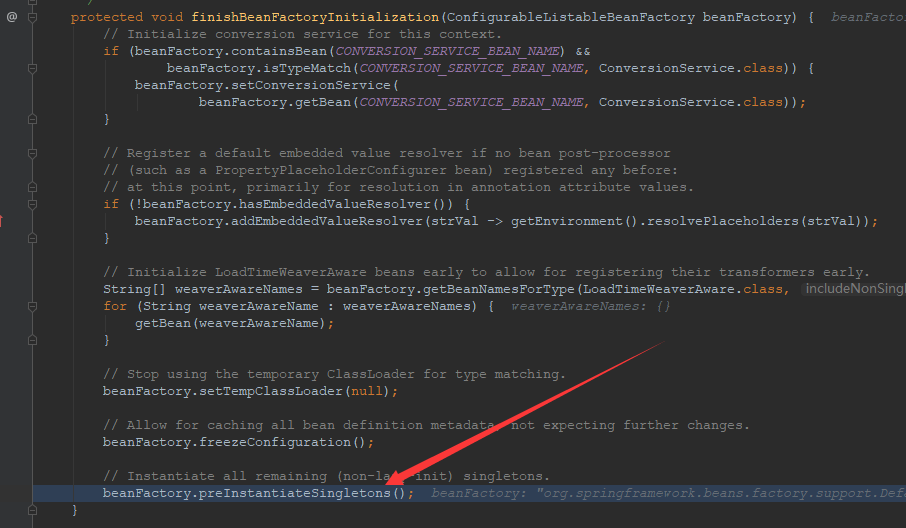 @ protected void finishBeanFactoryInitialization(ConfigurableListableBeanFactory beanFactory) { beanFacto
// Initialize conversion service for this context.
if (beanFactory.containsBean(CONVERSION_SERVICE_BEAN_NAME) &&
beanFactory.isTypeMatch(CONVERSION_SERVICE_BEAN_NAME, ConversionService.class)) {
beanFactory.setConversionService(
beanFactory.getBean(CONVERSION_SERVICE_BEAN_NAME, ConversionService.class));
}
// Register a default embedded value resolver if no bean post-processor
// (such as a PropertyPlaceholderConfigurer bean) registered any before:
// at this point, primarily for resolution in annotation attribute values.
if (!beanFactory.hasEmbeddedValueResolver()) {
beanFactory.addEmbeddedValueResolver(strVal -> getEnvironment().resolvePlaceholders(strVal));
}
// Initialize LoadTimeWeaverAware beans early to allow for registering their transformers early.
String[] weaverAwareNames = beanFactory.getBeanNamesForType(LoadTimeWeaverAware.class, includeNonSing
for (String weaverAwareName : weaverAwareNames) { weaverAwareNames: {}
getBean(weaverAwareName);
}
// Stop using the temporary ClassLoader for type matching.
beanFactory.setTempClassLoader(null);
// Allow for caching all bean definition metadata, not expecting further changes.
beanFactory.freezeConfiguration();
// Instantiate all remaining (non-lazy-init) singletons.
beanFactory.preInstantiateSingletons(); beanFactory: "org.springframework.beans.factory.support.Def
}